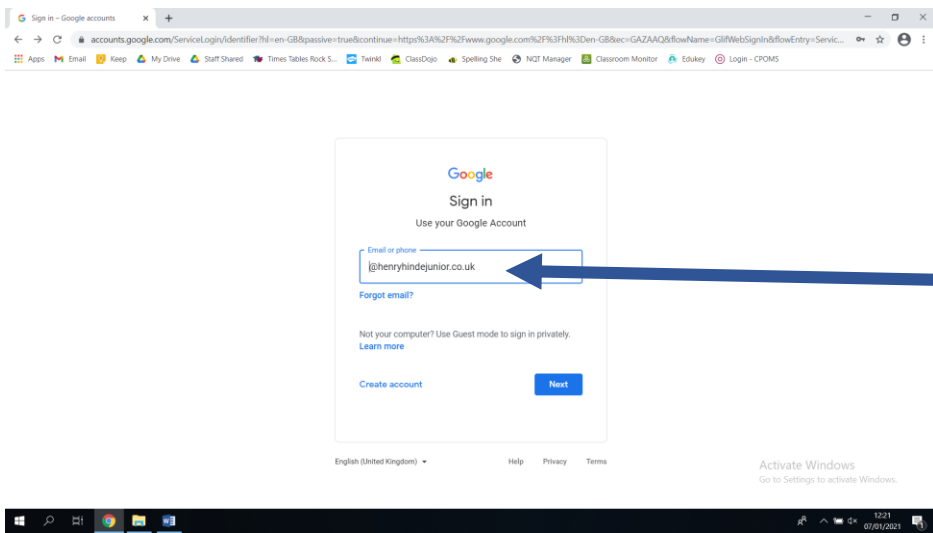 Sign in – Google accounts
accounts.google.com/ServiceLogin/identifier?hl=en-GB&passive=true&continue=https%3A%2F%2Fwww.google.com%2F%3Fhl%3Den-GB&ec=GAZAAQ&flowName=GlifWebSignIn&flowEntry=Servic...
Apps Email Keep My Drive Staff Shared Times Tables Rock S... Twinkl ClassDojo Spelling She NQT Manager Classroom Monitor Edukey Login - CPOMS
Google
Sign in
Use your Google Account
Email or phone
@henryhindejunior.co.uk
Forgot email?
Not your computer? Use Guest mode to sign in privately.
Learn more
Create account Next
English (United Kingdom) Help Privacy Terms
Activate Windows
Go to Settings to activate Windows.
12:21
07/01/2021